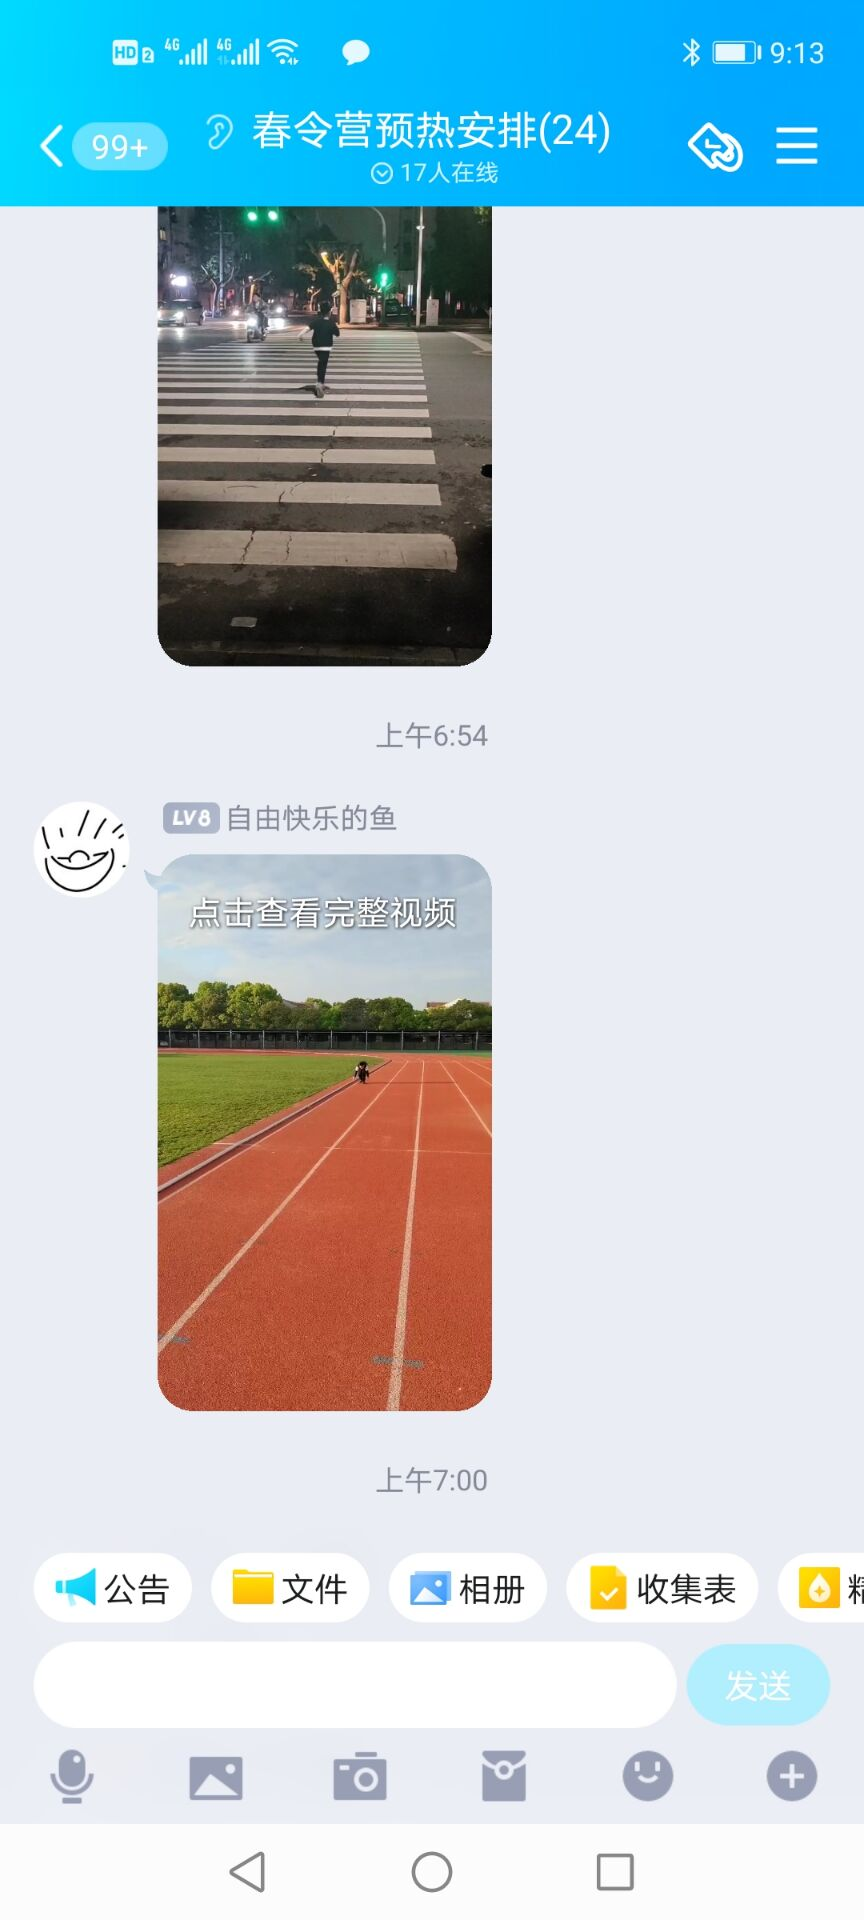 HD 2 4G 4G 9:13
99+ 春令营预热安排(24)
17人在线
上午6:54
LV8 自由快乐的鱼
点击查看完整视频
上午7:00
公告 文件 相册 收集表
发送